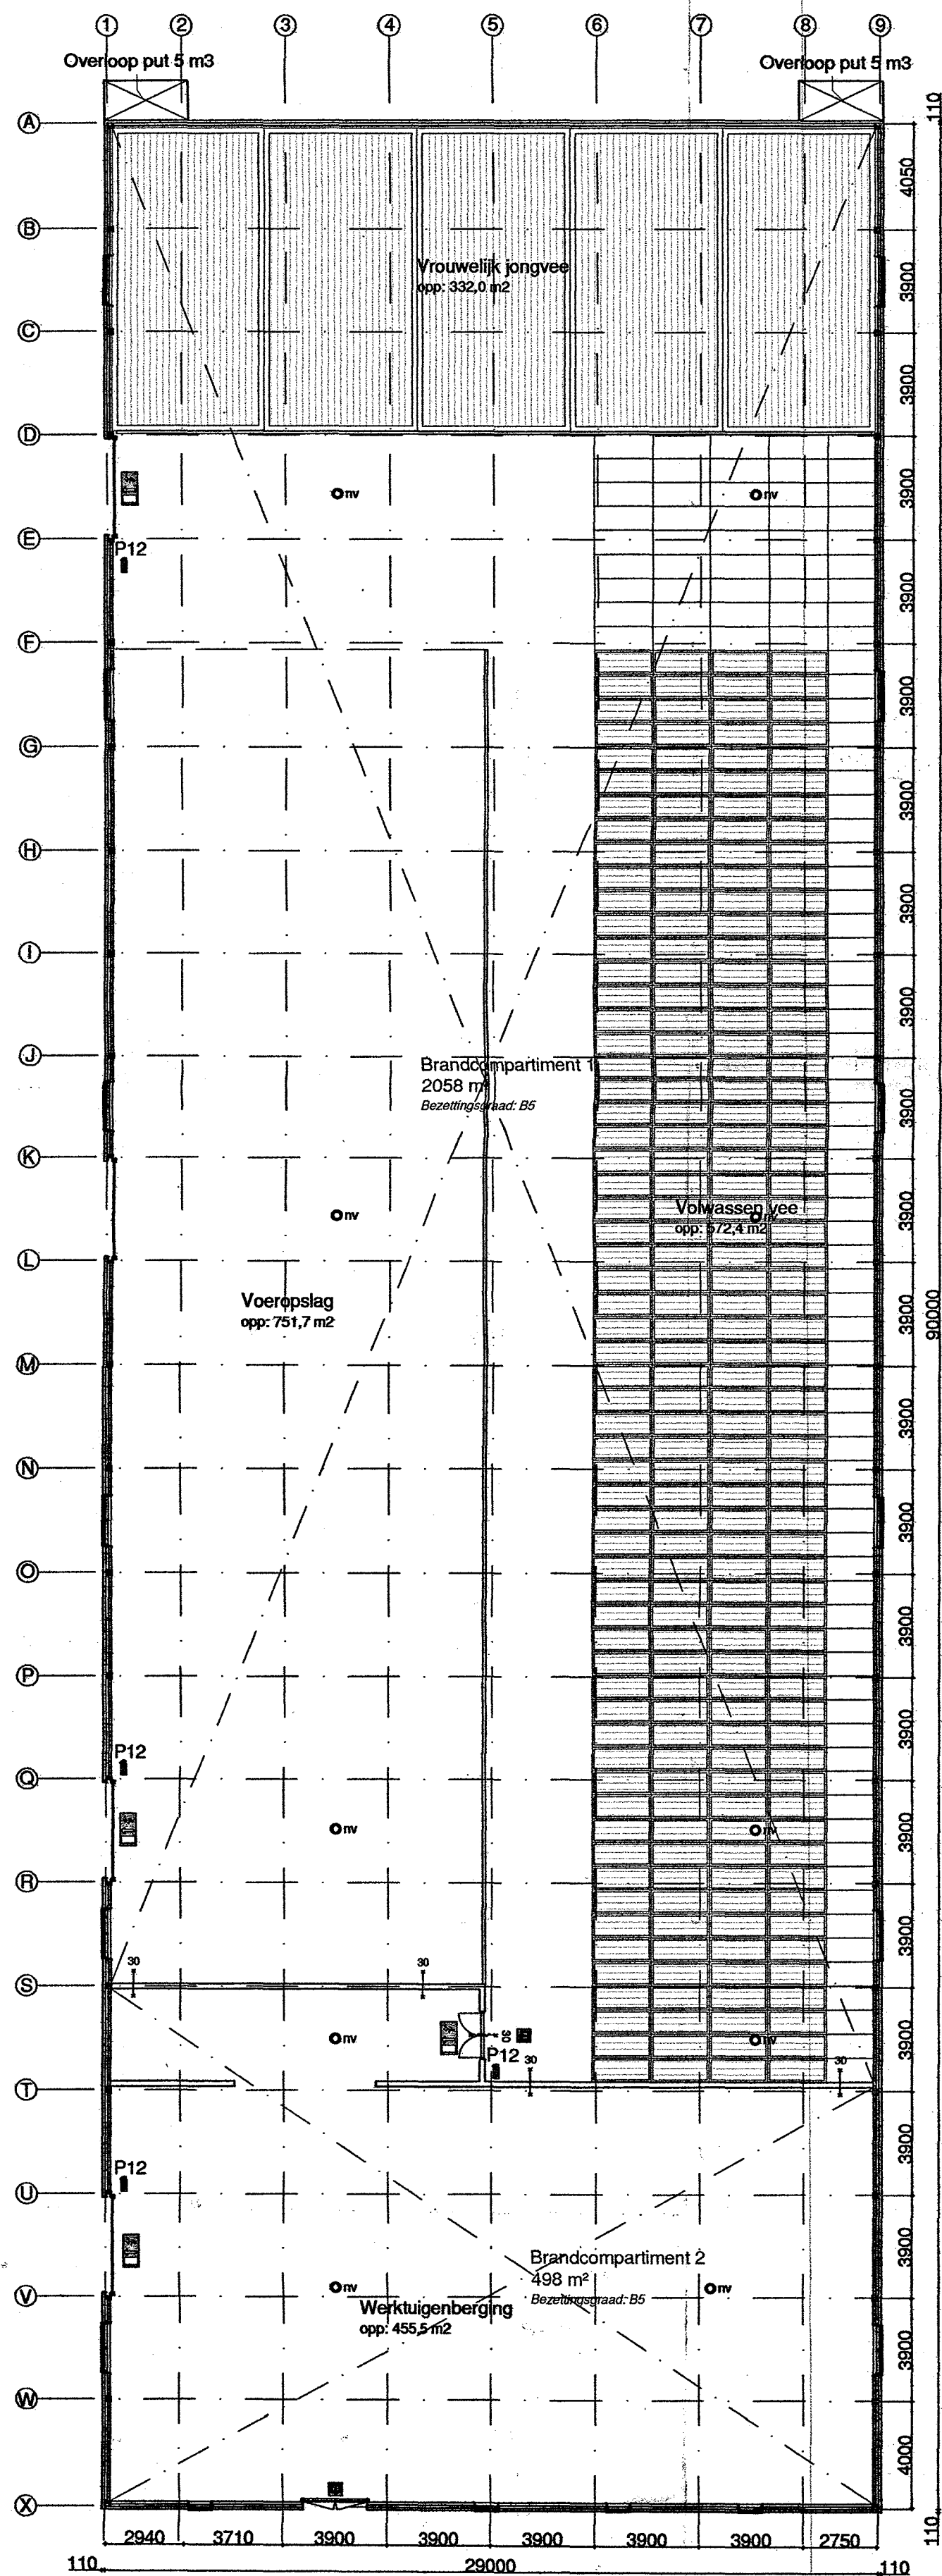 1 2 3 4 5 6 7 8 9
Overloop put 5 m3
Overloop put 5 m3
110
A
4050
B
Vrouwelijk jongvee
opp: 332,0 m2
3900
C
3900
D
nv
nv
3900
E
P12
3900
F
3900
G
3900
H
3900
I
3900
J
Brandcompartiment 1
2058 m²
Bezettingsgraad: B5
3900
K
nv
Volwassen vee
nv
opp: 572,4 m2
3900
L
Voeropslag
opp: 751,7 m2
3900
90000
M
3900
N
3900
O
3900
P
3900
P12
Q
nv
nv
3900
R
3900
30
30
S
nv
30
nv
3900
P12
30
30
T
3900
P12
U
Brandcompartiment 2
498 m²
Bezettingsgraad: B5
3900
nv
nv
V
Werktuigenberging
opp: 455,5 m2
3900
W
4000
X
110
2940 3710 3900 3900 3900 3900 3900 2750
110 29000 110